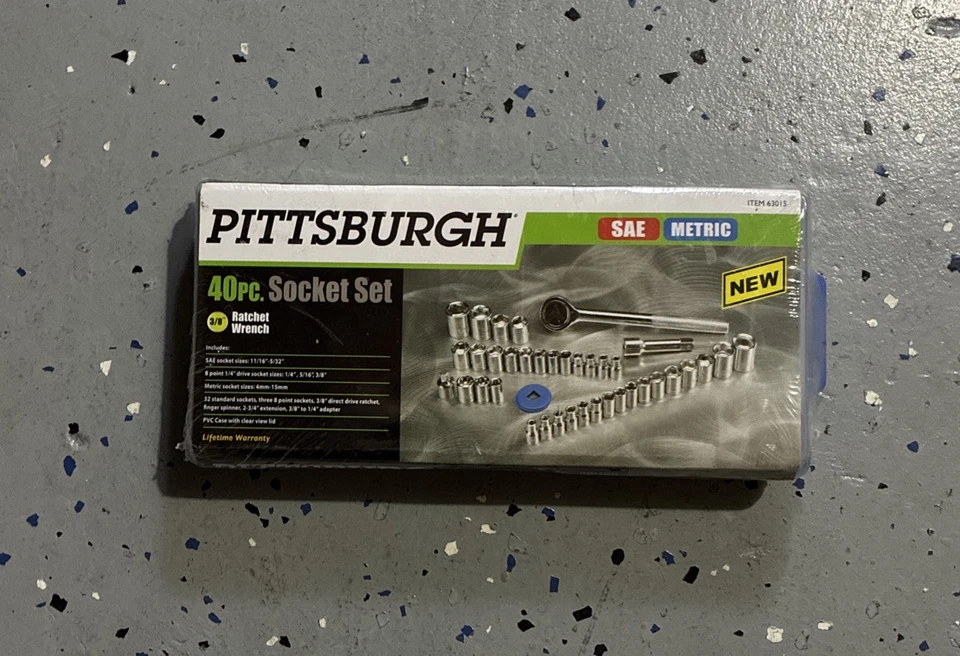 ITEM 63015
PITTSBURGH®
SAE METRIC
NEW
40PC. Socket Set
3/8" Ratchet
Wrench
Includes:
SAE socket sizes: 11/16"-5/32"
8 point 1/4" drive socket sizes: 1/4", 5/16", 3/8"
Metric socket sizes: 4mm-15mm
32 standard sockets, three 8 point sockets, 3/8" direct drive ratchet,
finger spinner, 2-3/4" extension, 3/8" to 1/4" adapter
PVC Case with clear view lid
Lifetime Warranty